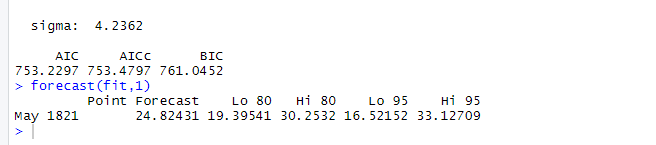 sigma:  4.2362
AIC     AICc      BIC
753.2297 753.4797 761.0452
> forecast(fit,1)
Point Forecast    Lo 80   Hi 80    Lo 95    Hi 95
May 1821       24.82431 19.39541 30.2532 16.52152 33.12709
>